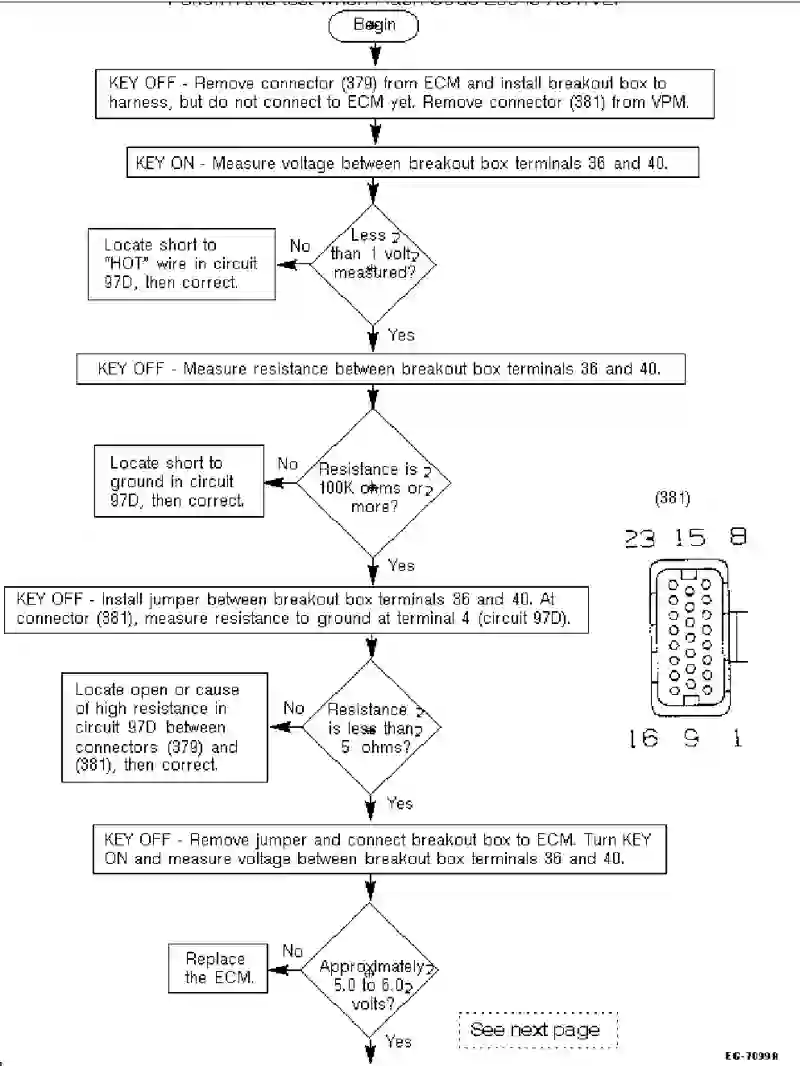 Begin
KEY OFF - Remove connector (379) from ECM and install breakout box to
harness, but do not connect to ECM yet. Remove connector (381) from VPM.
KEY ON - Measure voltage between breakout box terminals 36 and 40.
Less
than 1 volt
measured?
No
Locate short to
"HOT" wire in circuit
97D, then correct.
Yes
KEY OFF - Measure resistance between breakout box terminals 36 and 40.
Resistance is
100K ohms or
more?
No
Locate short to
ground in circuit
97D, then correct.
Yes
(381)
23 15 8
16 9 1
KEY OFF - Install jumper between breakout box terminals 36 and 40. At
connector (381), measure resistance to ground at terminal 4 (circuit 97D).
Resistance
is less than
5 ohms?
No
Locate open or cause
of high resistance in
circuit 97D between
connectors (379) and
(381), then correct.
Yes
KEY OFF - Remove jumper and connect breakout box to ECM. Turn KEY
ON and measure voltage between breakout box terminals 36 and 40.
Approximately
5.0 to 6.0
volts?
No
Replace
the ECM.
Yes
See next page
EG-7099A